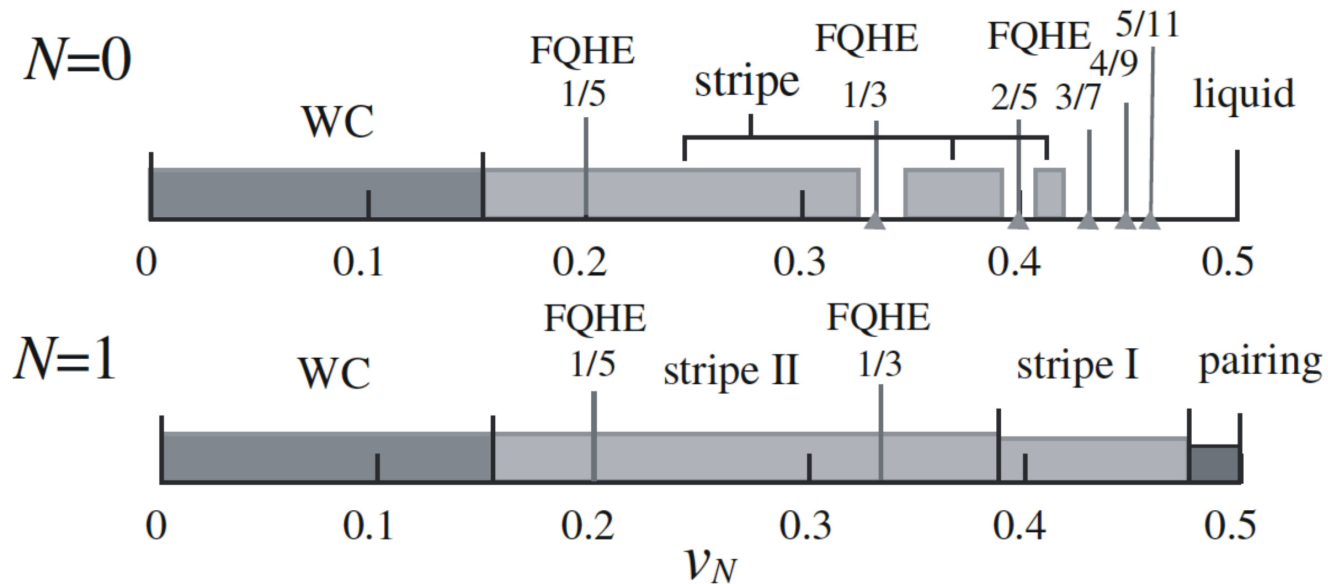 N=0
WC
FQHE
1/5
stripe
FQHE
1/3
FQHE
2/5
3/7
4/9
5/11
liquid
0 0.1 0.2 0.3 0.4 0.5
N=1
WC
FQHE
1/5
stripe II
FQHE
1/3
stripe I
pairing
0 0.1 0.2 0.3 0.4 0.5
νN